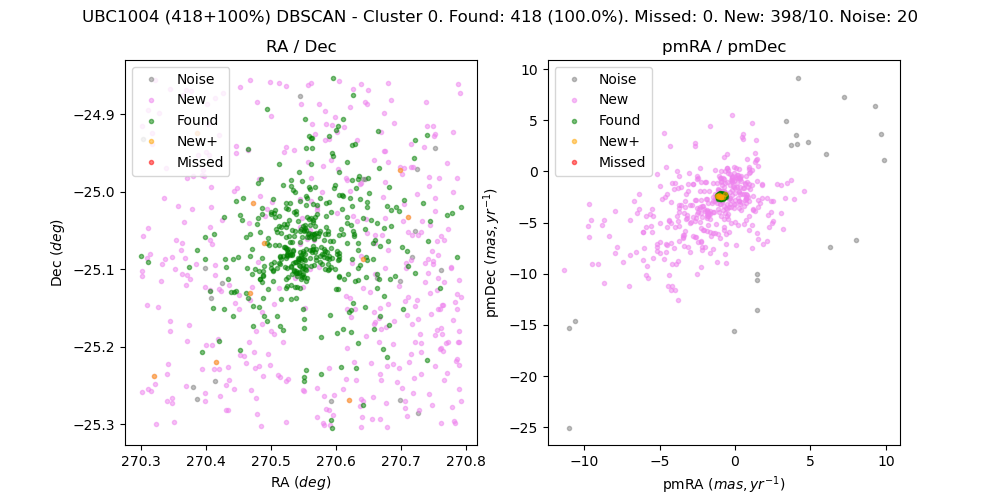 UBC1004 (418+100%) DBSCAN - Cluster 0. Found: 418 (100.0%). Missed: 0. New: 398/10. Noise: 20
RA / Dec
Noise
New
Found
New+
Missed
−24.9
−25.0
−25.1
−25.2
−25.3
Dec (deg)
270.3 270.4 270.5 270.6 270.7 270.8
RA (deg)
pmRA / pmDec
Noise
New
Found
New+
Missed
10
5
0
−5
−10
−15
−20
−25
pmDec (mas, yr⁻¹)
−10 −5 0 5 10
pmRA (mas, yr⁻¹)